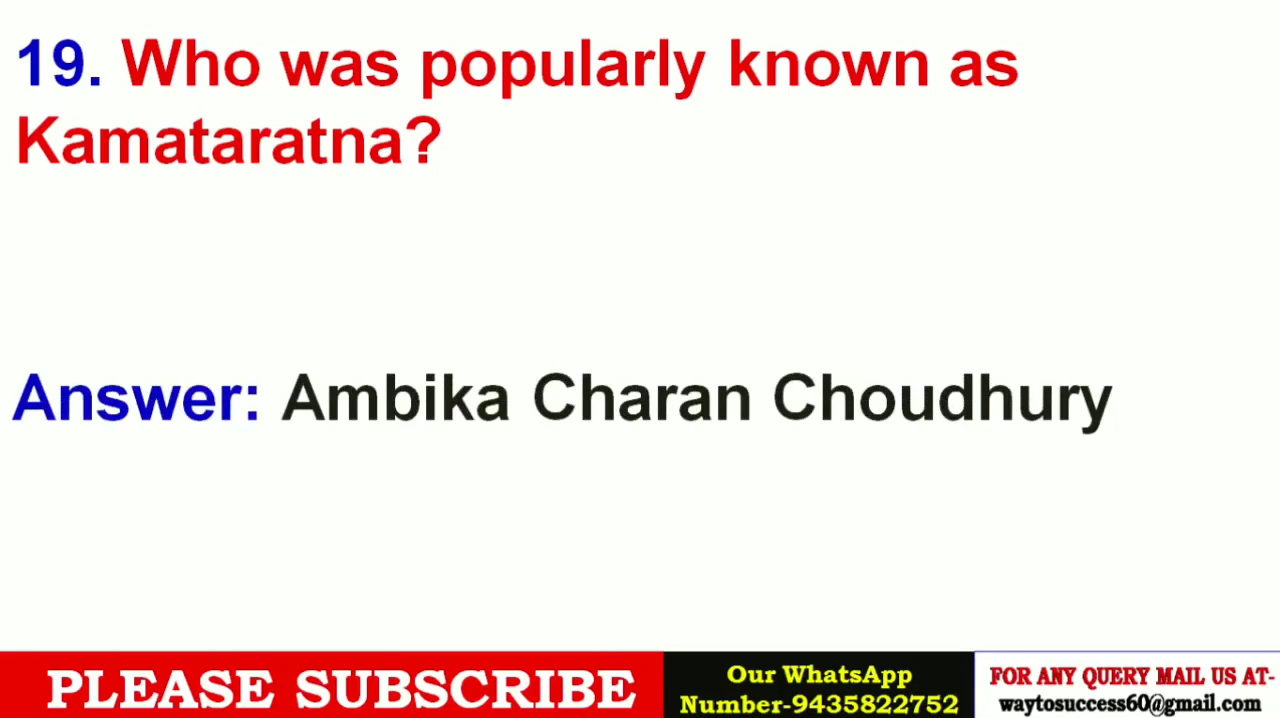 19. Who was popularly known as
Kamataratna?
Answer: Ambika Charan Choudhury
PLEASE SUBSCRIBE
Our WhatsApp
Number-9435822752
FOR ANY QUERY MAIL US AT-
waytosuccess60@gmail.com